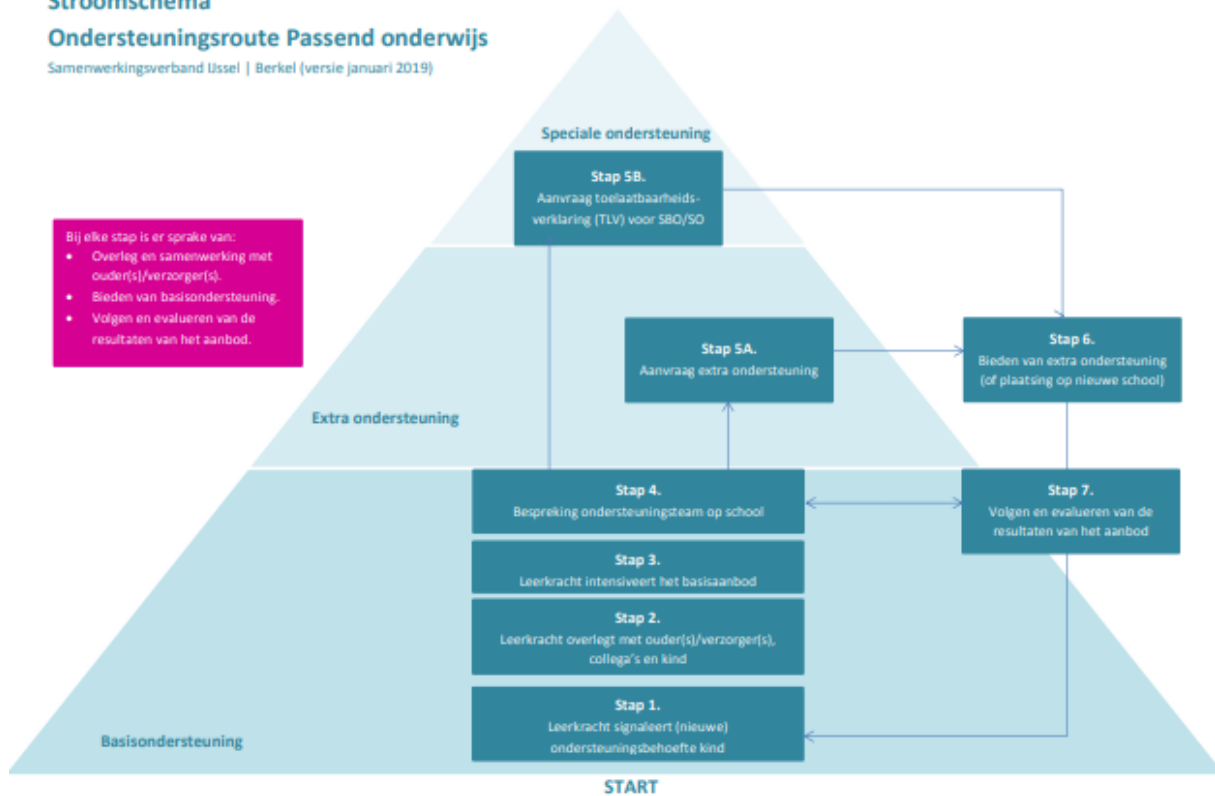 Stroomschema
Ondersteuningsroute Passend onderwijs
Samenwerkingsverband IJssel | Berkel (versie januari 2019)
Speciale ondersteuning
Stap 5B.
Aanvraag toelaatbaarheids-
verklaring (TLV) voor SBO/SO
Bij elke stap is er sprake van:
• Overleg en samenwerking met
ouder(s)/verzorger(s).
• Bieden van basisondersteuning.
• Volgen en evalueren van de
resultaten van het aanbod.
Stap 5A.
Aanvraag extra ondersteuning
Stap 6.
Bieden van extra ondersteuning
(of plaatsing op nieuwe school)
Extra ondersteuning
Stap 4.
Bespreking ondersteuningsteam op school
Stap 7.
Volgen en evalueren van de
resultaten van het aanbod
Stap 3.
Leerkracht intensiveert het basisaanbod
Stap 2.
Leerkracht overlegt met ouder(s)/verzorger(s),
collega's en kind
Stap 1.
Leerkracht signaleert (nieuwe)
ondersteuningsbehoefte kind
Basisondersteuning
START